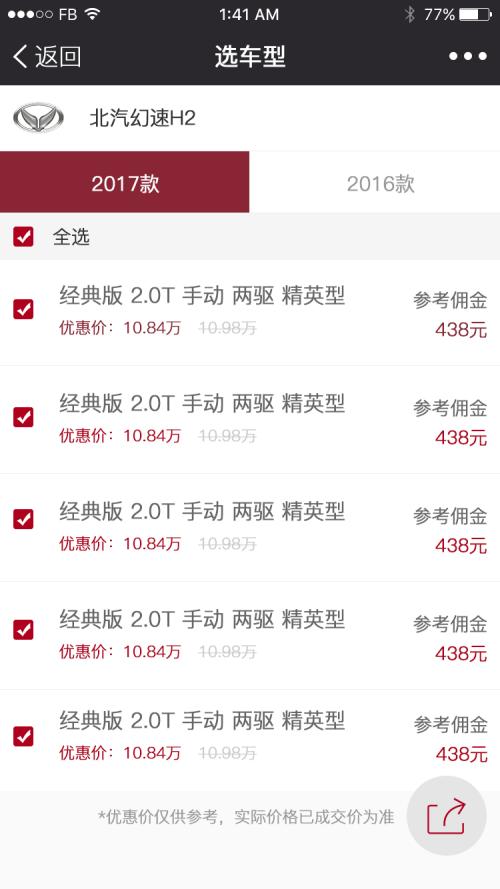 FB 1:41 AM 77%
返回 选车型
北汽幻速H2
2017款 2016款
全选
经典版 2.0T 手动 两驱 精英型 参考佣金
优惠价：10.84万 10.98万 438元
经典版 2.0T 手动 两驱 精英型 参考佣金
优惠价：10.84万 10.98万 438元
经典版 2.0T 手动 两驱 精英型 参考佣金
优惠价：10.84万 10.98万 438元
经典版 2.0T 手动 两驱 精英型 参考佣金
优惠价：10.84万 10.98万 438元
经典版 2.0T 手动 两驱 精英型 参考佣金
优惠价：10.84万 10.98万 438元
*优惠价仅供参考，实际价格已成交价为准